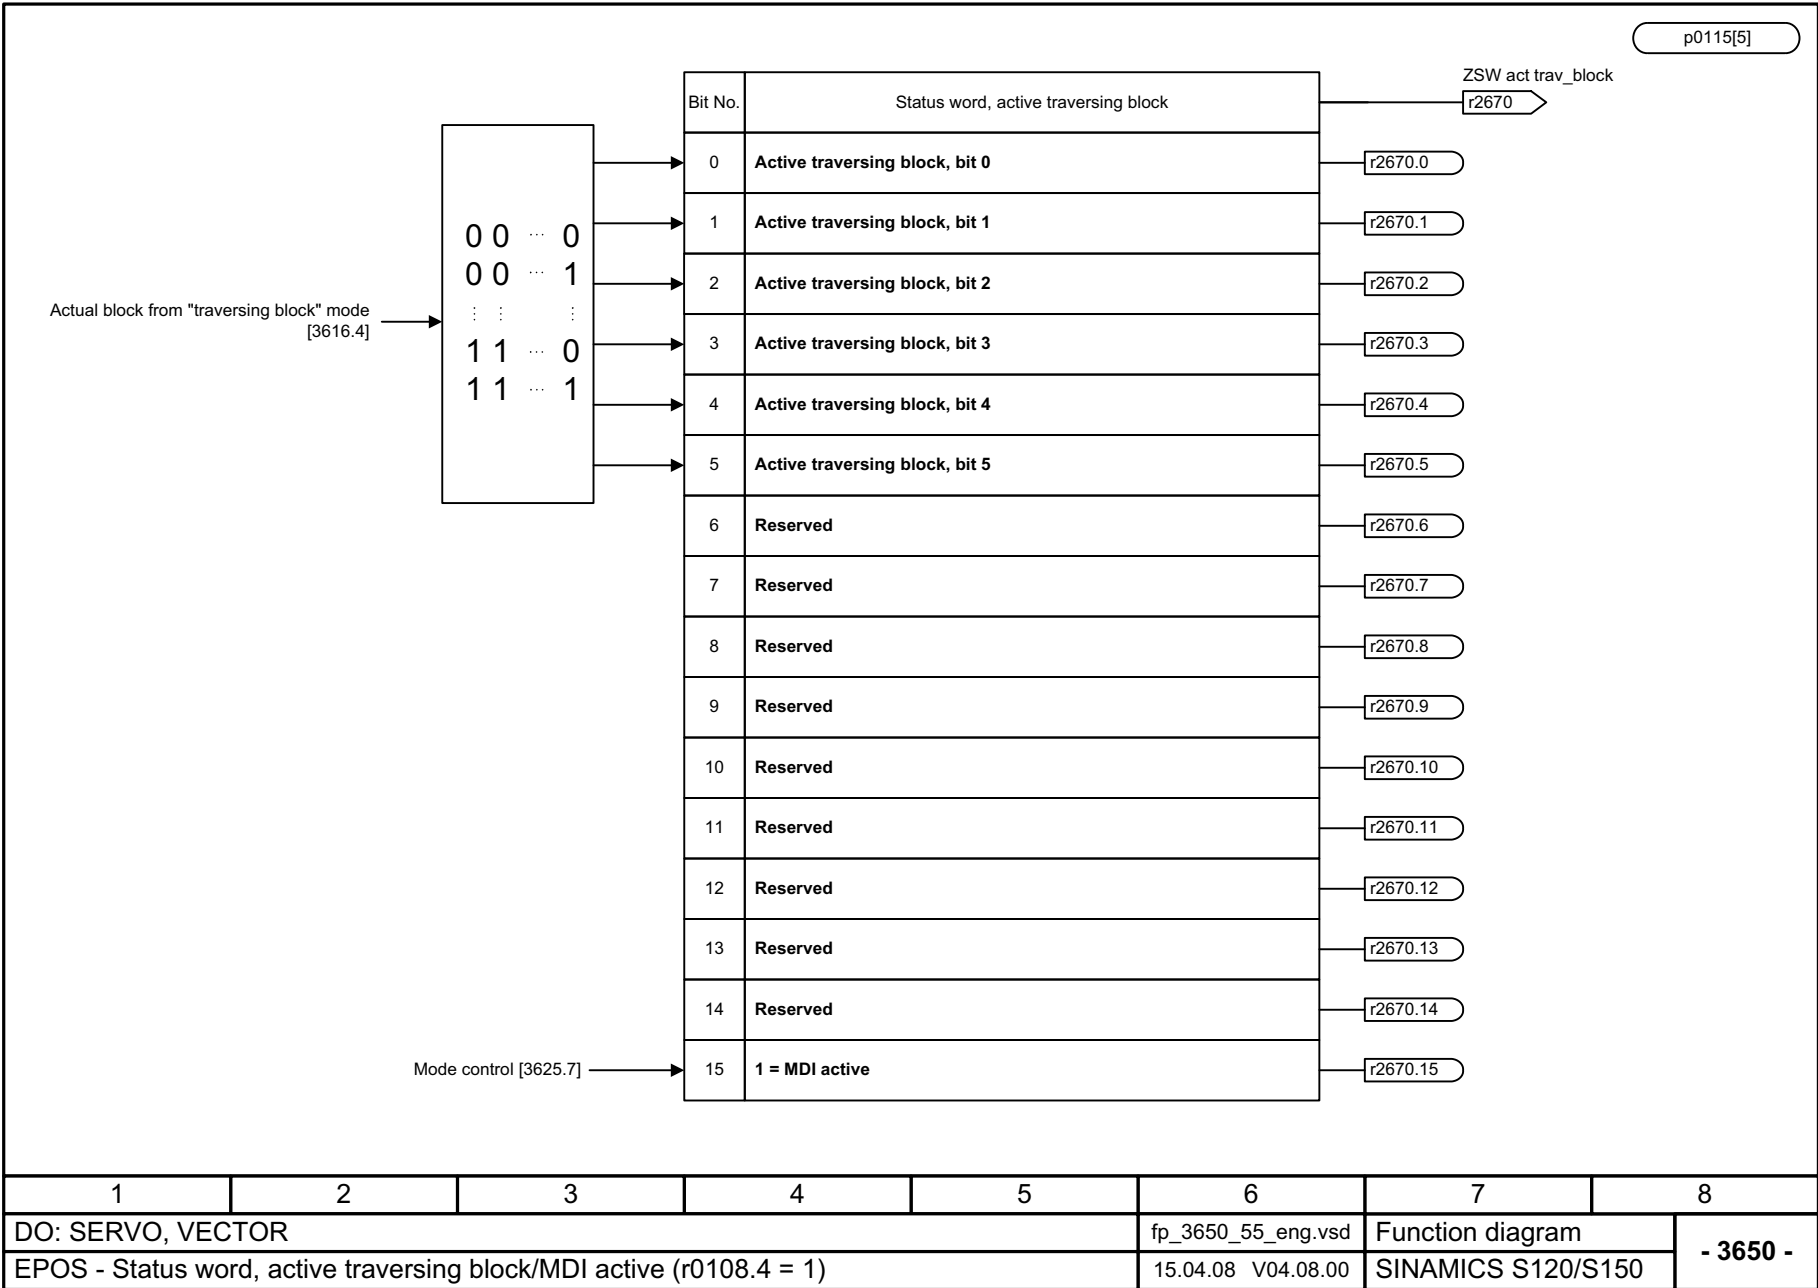 p0115[5]
ZSW act trav_block
Bit No. Status word, active traversing block r2670
0 Active traversing block, bit 0 r2670.0
1 Active traversing block, bit 1 r2670.1
0 0 ... 0
0 0 ... 1
2 Active traversing block, bit 2 r2670.2
Actual block from "traversing block" mode
[3616.4]
⋮ ⋮ ⋮
1 1 ... 0
3 Active traversing block, bit 3 r2670.3
1 1 ... 1
4 Active traversing block, bit 4 r2670.4
5 Active traversing block, bit 5 r2670.5
6 Reserved r2670.6
7 Reserved r2670.7
8 Reserved r2670.8
9 Reserved r2670.9
10 Reserved r2670.10
11 Reserved r2670.11
12 Reserved r2670.12
13 Reserved r2670.13
14 Reserved r2670.14
Mode control [3625.7] 15 1 = MDI active r2670.15
1 2 3 4 5 6 7 8
DO: SERVO, VECTOR fp_3650_55_eng.vsd Function diagram
- 3650 -
EPOS - Status word, active traversing block/MDI active (r0108.4 = 1) 15.04.08 V04.08.00 SINAMICS S120/S150